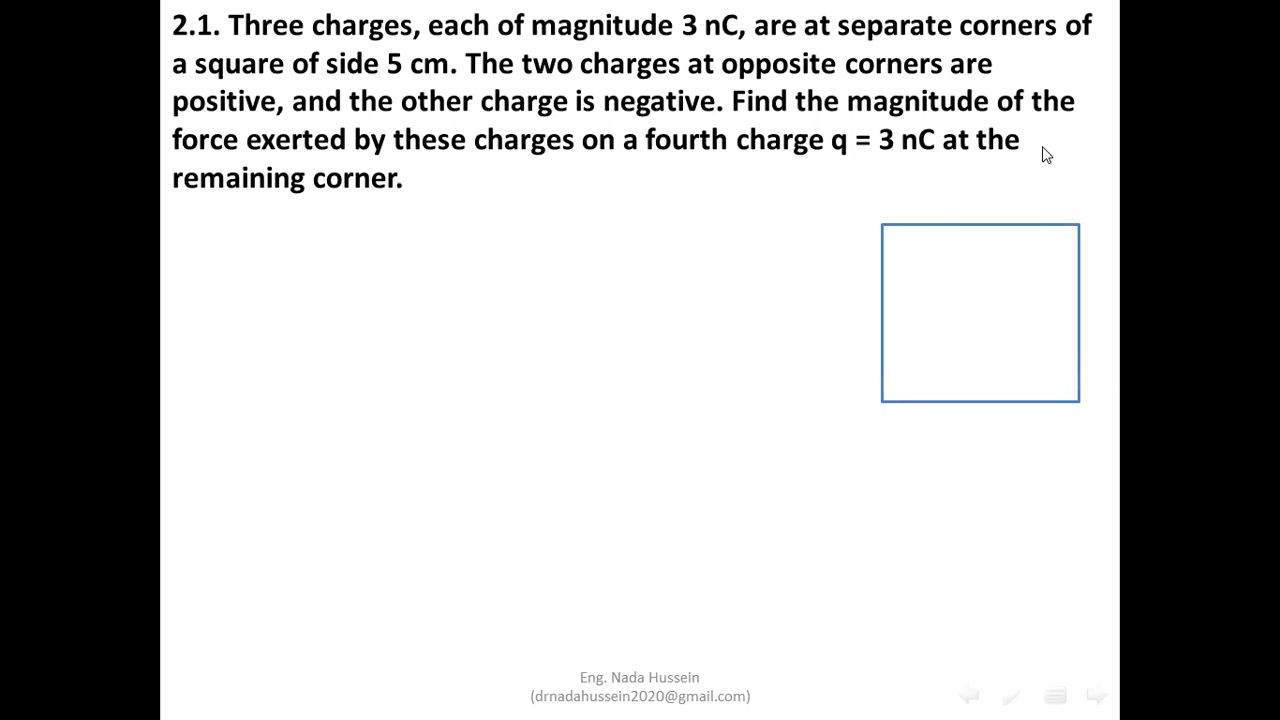 2.1. Three charges, each of magnitude 3 nC, are at separate corners of
a square of side 5 cm. The two charges at opposite corners are
positive, and the other charge is negative. Find the magnitude of the
force exerted by these charges on a fourth charge q = 3 nC at the
remaining corner.
Eng. Nada Hussein
(drnadahussein2020@gmail.com)